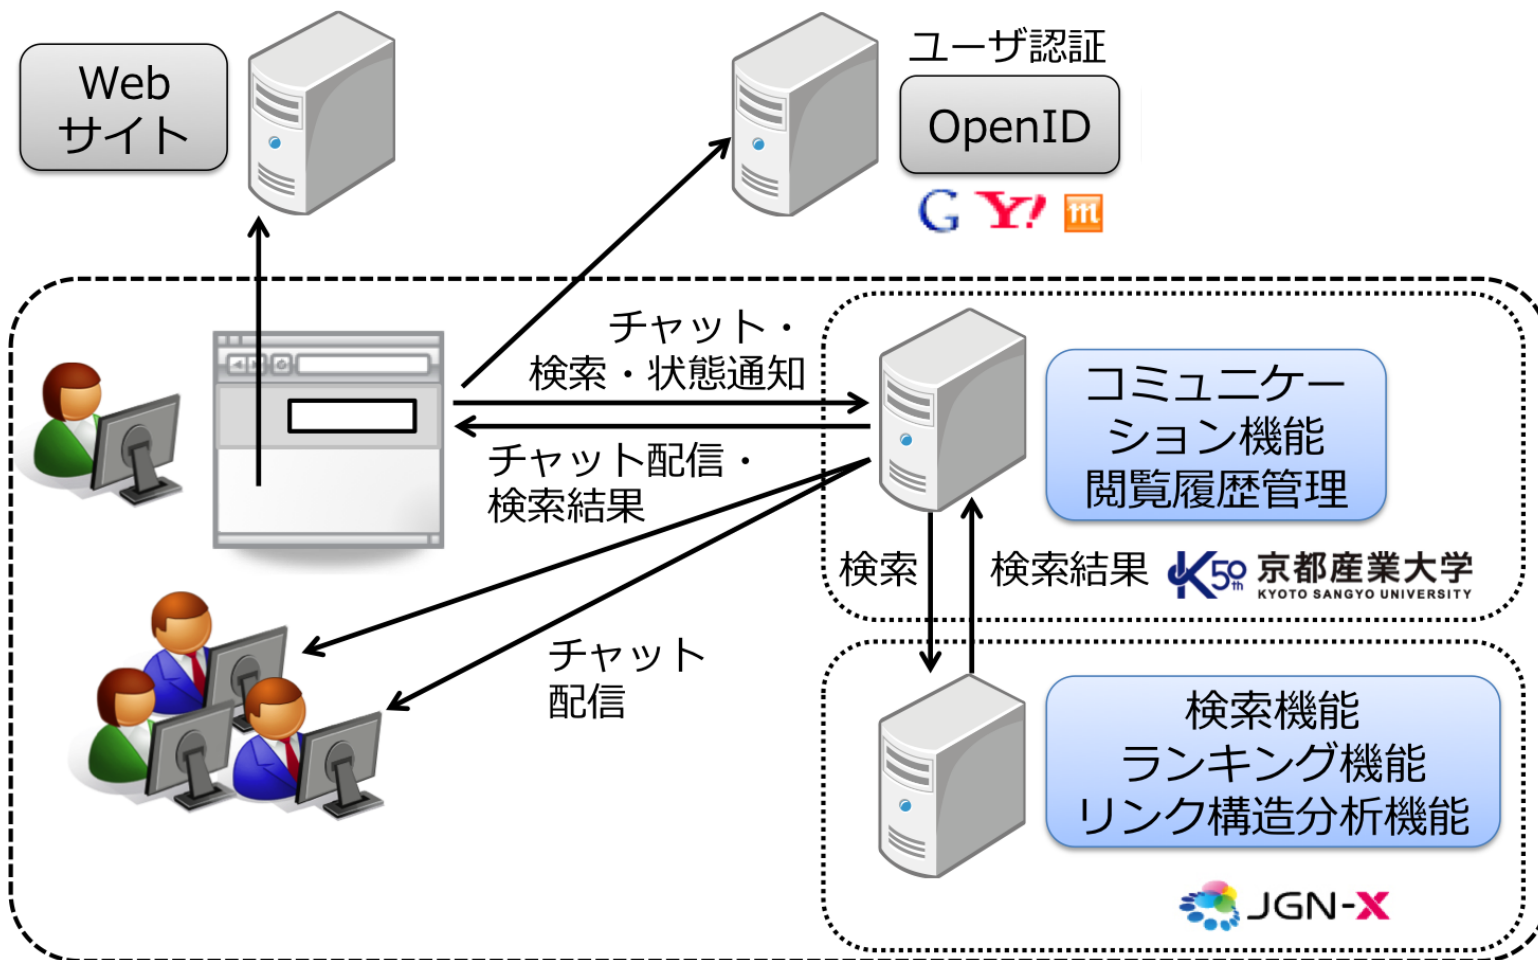 Web
サイト
ユーザ認証
OpenID
G Y! m
チャット・
検索・状態通知
チャット配信・
検索結果
コミュニケー
ション機能
閲覧履歴管理
検索
検索結果
K50th 京都産業大学
KYOTO SANGYO UNIVERSITY
チャット
配信
検索機能
ランキング機能
リンク構造分析機能
JGN-X